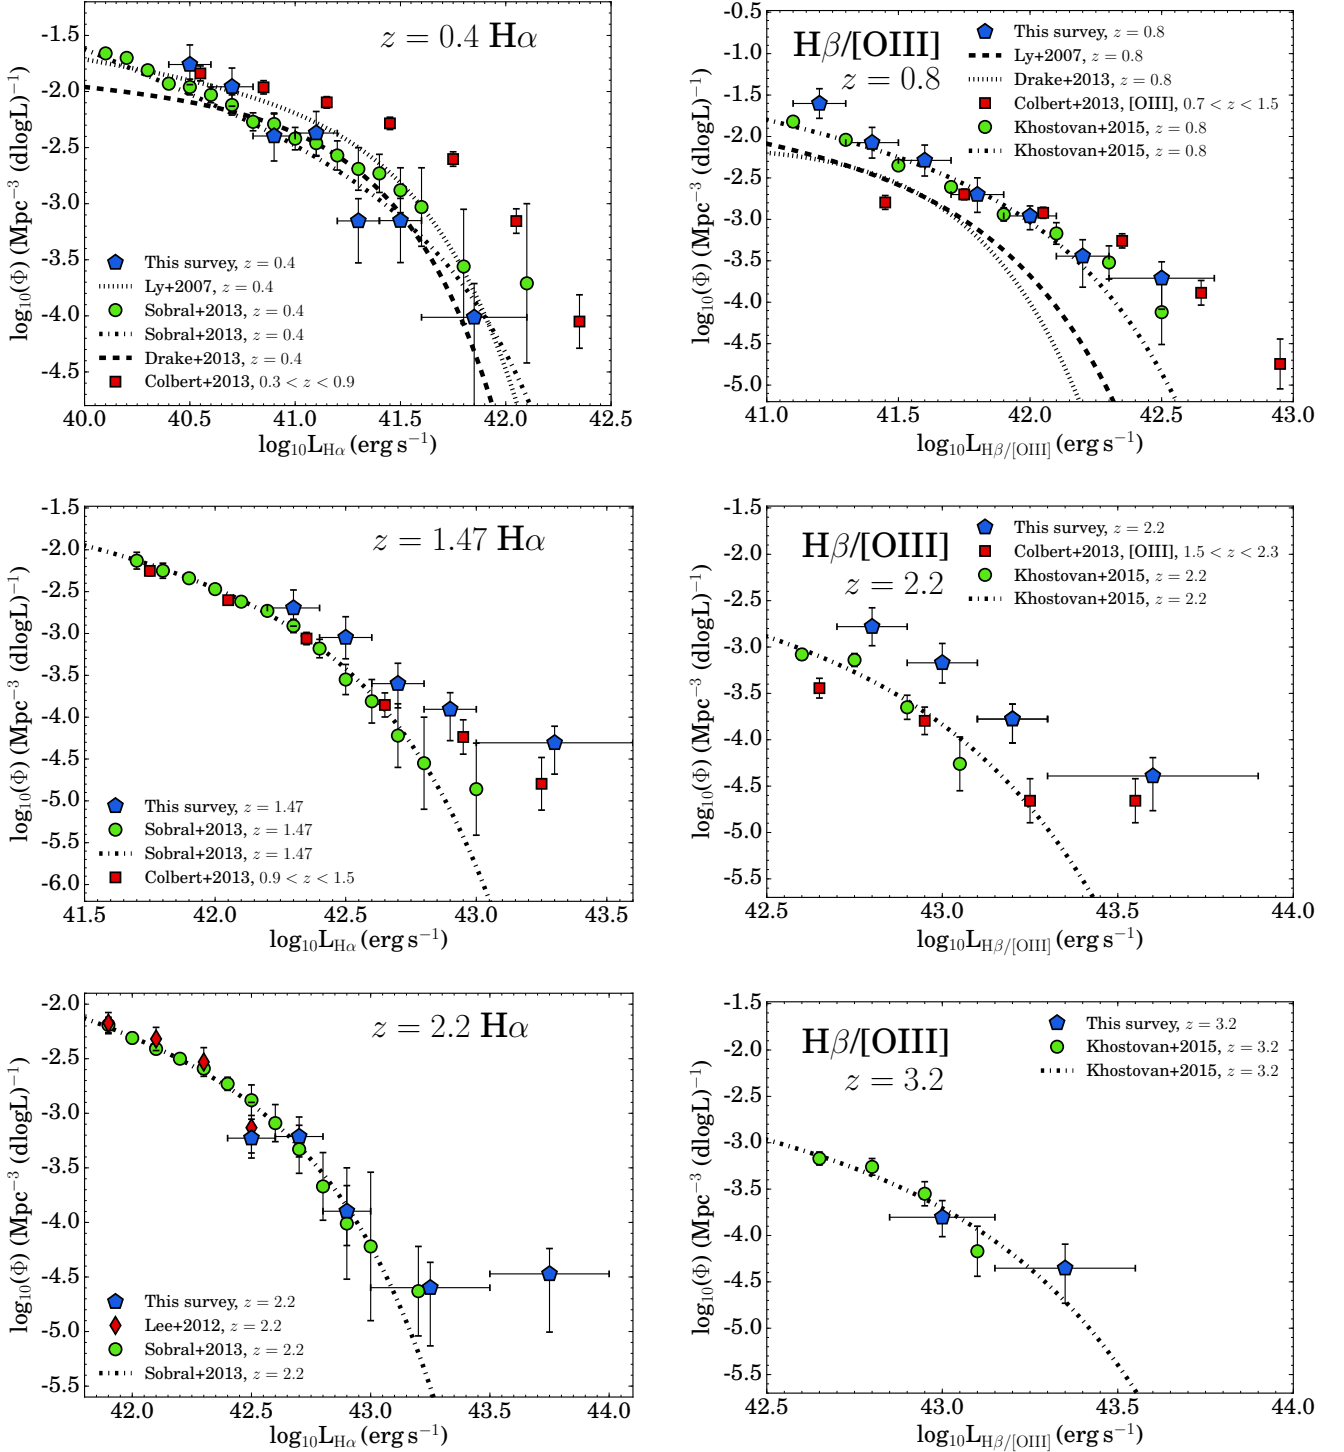 z = 0.4 Hα
-1.5
-2.0
-2.5
-3.0
-3.5
-4.0
-4.5
log₁₀(Φ) (Mpc⁻³ (dlogL)⁻¹)
This survey, z = 0.4
Ly+2007, z = 0.4
Sobral+2013, z = 0.4
Sobral+2013, z = 0.4
Drake+2013, z = 0.4
Colbert+2013, 0.3 < z < 0.9
40.0 40.5 41.0 41.5 42.0 42.5
log₁₀L_Hα (erg s⁻¹)
Hβ/[OIII]
z = 0.8
-0.5
-1.0
-1.5
-2.0
-2.5
-3.0
-3.5
-4.0
-4.5
-5.0
log₁₀(Φ) (Mpc⁻³ (dlogL)⁻¹)
This survey, z = 0.8
Ly+2007, z = 0.8
Drake+2013, z = 0.8
Colbert+2013, [OIII], 0.7 < z < 1.5
Khostovan+2015, z = 0.8
Khostovan+2015, z = 0.8
41.0 41.5 42.0 42.5 43.0
log₁₀L_Hβ/[OIII] (erg s⁻¹)
z = 1.47 Hα
-1.5
-2.0
-2.5
-3.0
-3.5
-4.0
-4.5
-5.0
-5.5
-6.0
log₁₀(Φ) (Mpc⁻³ (dlogL)⁻¹)
This survey, z = 1.47
Sobral+2013, z = 1.47
Sobral+2013, z = 1.47
Colbert+2013, 0.9 < z < 1.5
41.5 42.0 42.5 43.0 43.5
log₁₀L_Hα (erg s⁻¹)
Hβ/[OIII]
z = 2.2
-1.5
-2.0
-2.5
-3.0
-3.5
-4.0
-4.5
-5.0
-5.5
log₁₀(Φ) (Mpc⁻³ (dlogL)⁻¹)
This survey, z = 2.2
Colbert+2013, [OIII], 1.5 < z < 2.3
Khostovan+2015, z = 2.2
Khostovan+2015, z = 2.2
42.5 43.0 43.5 44.0
log₁₀L_Hβ/[OIII] (erg s⁻¹)
z = 2.2 Hα
-2.0
-2.5
-3.0
-3.5
-4.0
-4.5
-5.0
-5.5
log₁₀(Φ) (Mpc⁻³ (dlogL)⁻¹)
This survey, z = 2.2
Lee+2012, z = 2.2
Sobral+2013, z = 2.2
Sobral+2013, z = 2.2
42.0 42.5 43.0 43.5 44.0
log₁₀L_Hα (erg s⁻¹)
Hβ/[OIII]
z = 3.2
-1.5
-2.0
-2.5
-3.0
-3.5
-4.0
-4.5
-5.0
-5.5
log₁₀(Φ) (Mpc⁻³ (dlogL)⁻¹)
This survey, z = 3.2
Khostovan+2015, z = 3.2
Khostovan+2015, z = 3.2
42.5 43.0 43.5 44.0
log₁₀L_Hβ/[OIII] (erg s⁻¹)